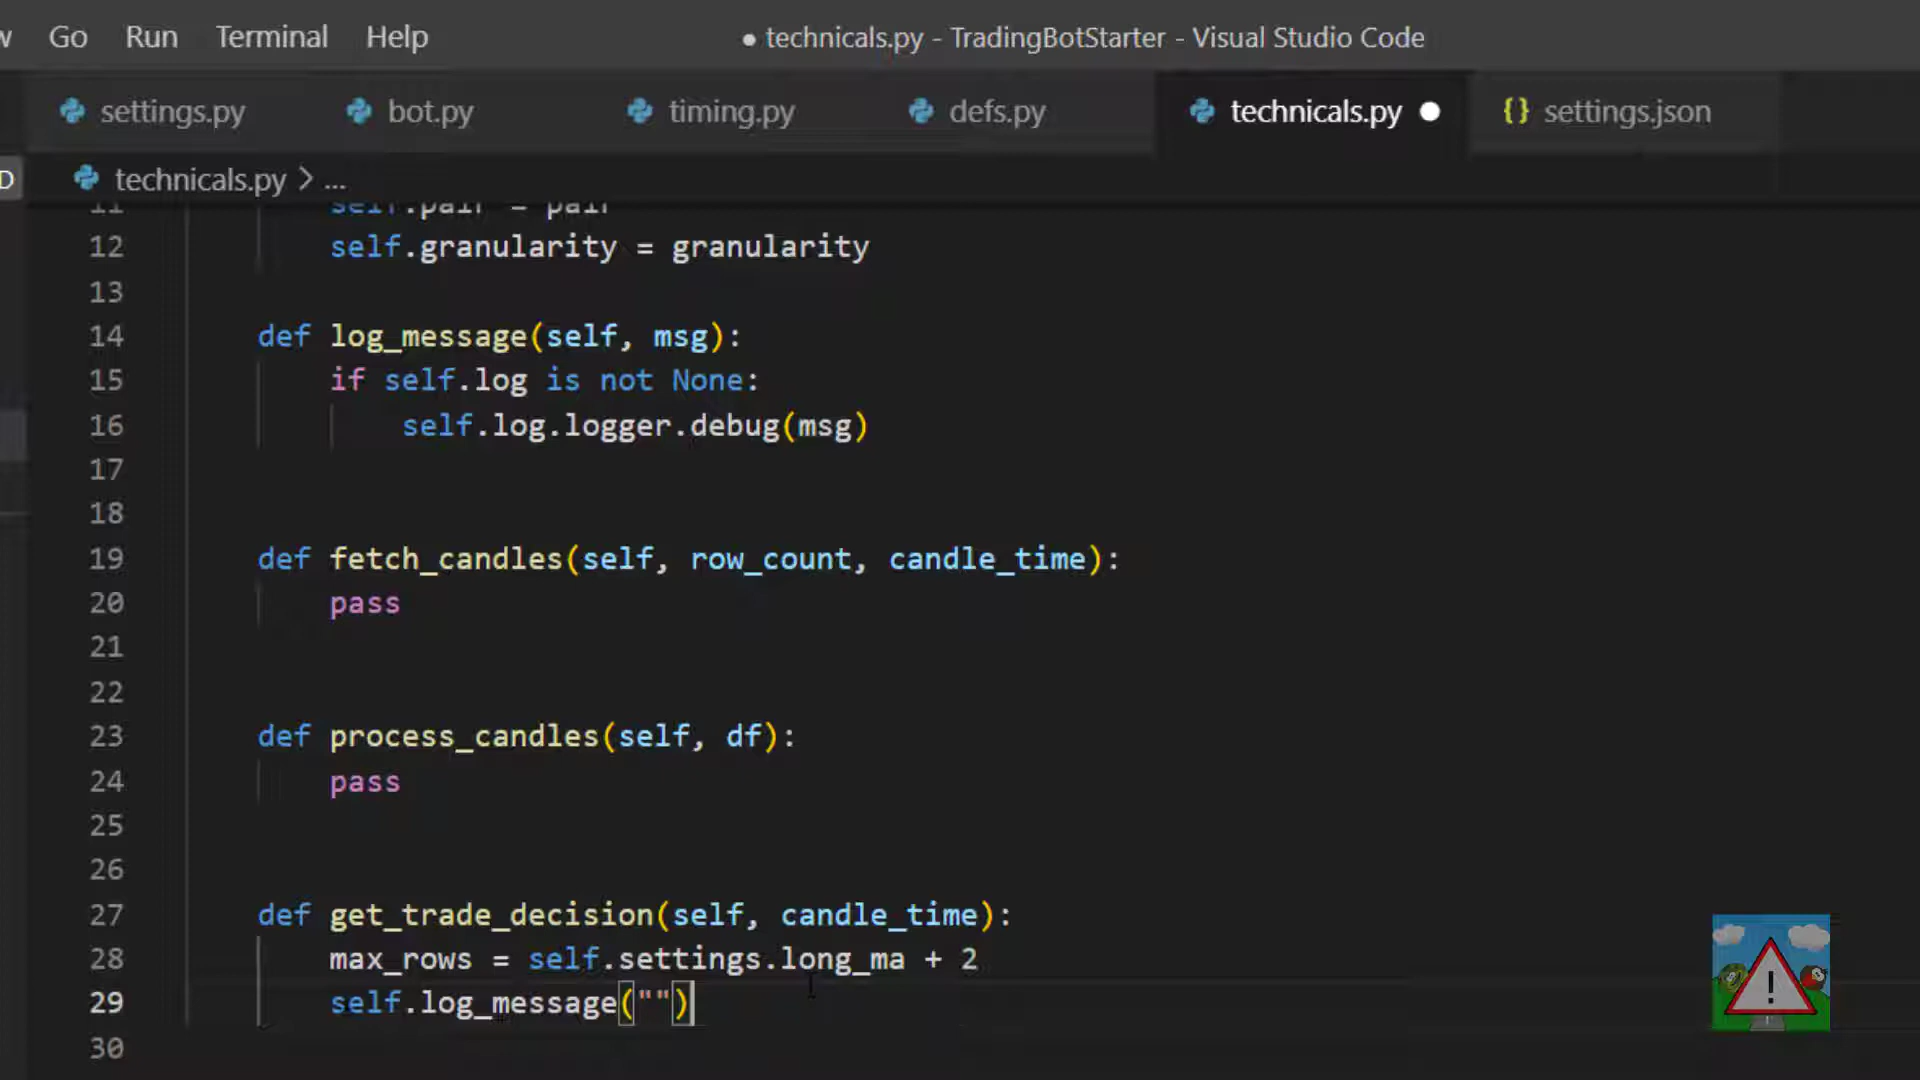 Go Run Terminal Help ● technicals.py - TradingBotStarter - Visual Studio Code
settings.py bot.py timing.py defs.py technicals.py ● {} settings.json
technicals.py > ...
11 self.pair = pair
12 self.granularity = granularity
13
14 def log_message(self, msg):
15 if self.log is not None:
16 self.log.logger.debug(msg)
17
18
19 def fetch_candles(self, row_count, candle_time):
20 pass
21
22
23 def process_candles(self, df):
24 pass
25
26
27 def get_trade_decision(self, candle_time):
28 max_rows = self.settings.long_ma + 2
29 self.log_message("")
30